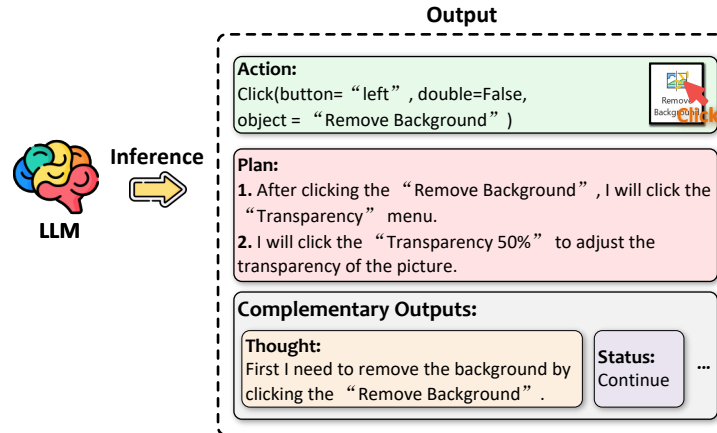 Output
Action:
Click(button= “left” , double=False,
object = “Remove Background” )
Remove
Background
Click
Inference
LLM
Plan:
1. After clicking the “Remove Background” , I will click the
“Transparency” menu.
2. I will click the “Transparency 50%” to adjust the
transparency of the picture.
Complementary Outputs:
Thought:
First I need to remove the background by
clicking the “Remove Background” .
Status:
Continue
...